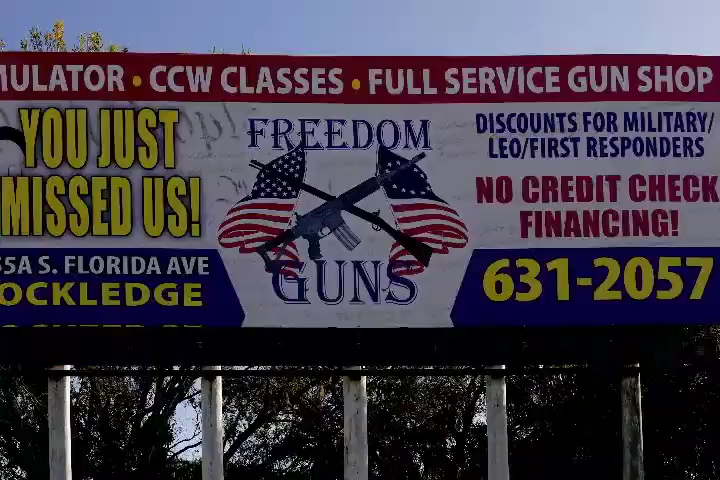 MULATOR • CCW CLASSES • FULL SERVICE GUN SHOP
YOU JUST
MISSED US!
55A S. FLORIDA AVE
OCKLEDGE
FREEDOM
GUNS
DISCOUNTS FOR MILITARY/
LEO/FIRST RESPONDERS
NO CREDIT CHECK
FINANCING!
631-2057